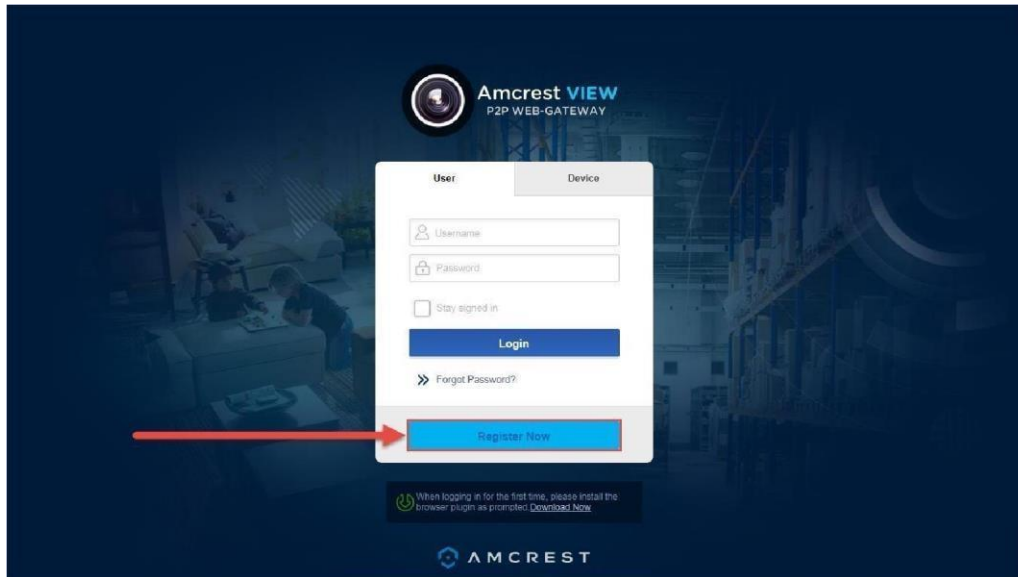 Amcrest VIEW
P2P WEB-GATEWAY
User
Device
Username
Password
Stay signed in
Login
Forgot Password?
Register Now
When logging in for the first time, please install the
browser plugin as prompted.Download Now
AMCREST